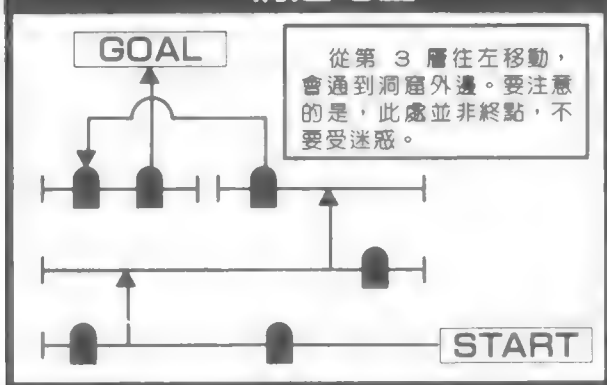 GOAL
從第 3 層往左移動，
會通到洞窟外邊。要注意
的是，此處並非終點，不
要受迷惑。
START